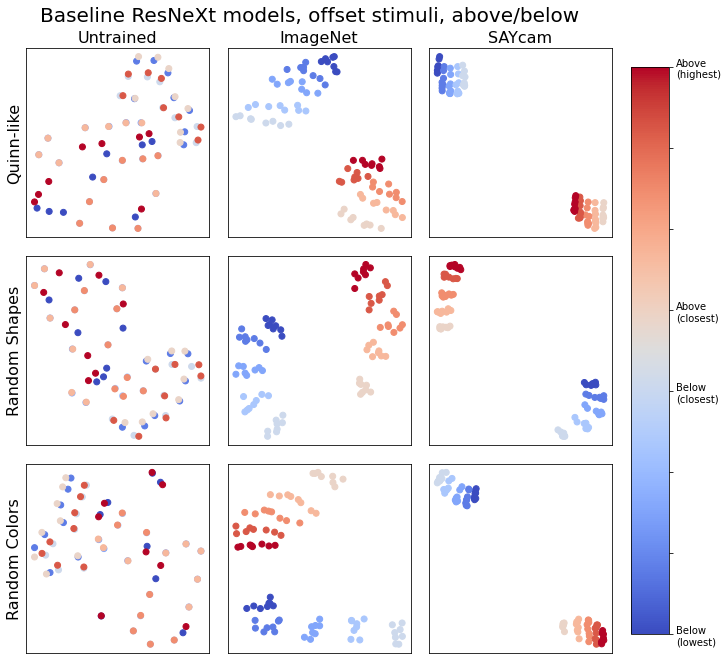 Baseline ResNeXt models, offset stimuli, above/below
Untrained
ImageNet
SAYcam
Quinn-like
Random Shapes
Random Colors
Above
(highest)
Above
(closest)
Below
(closest)
Below
(lowest)